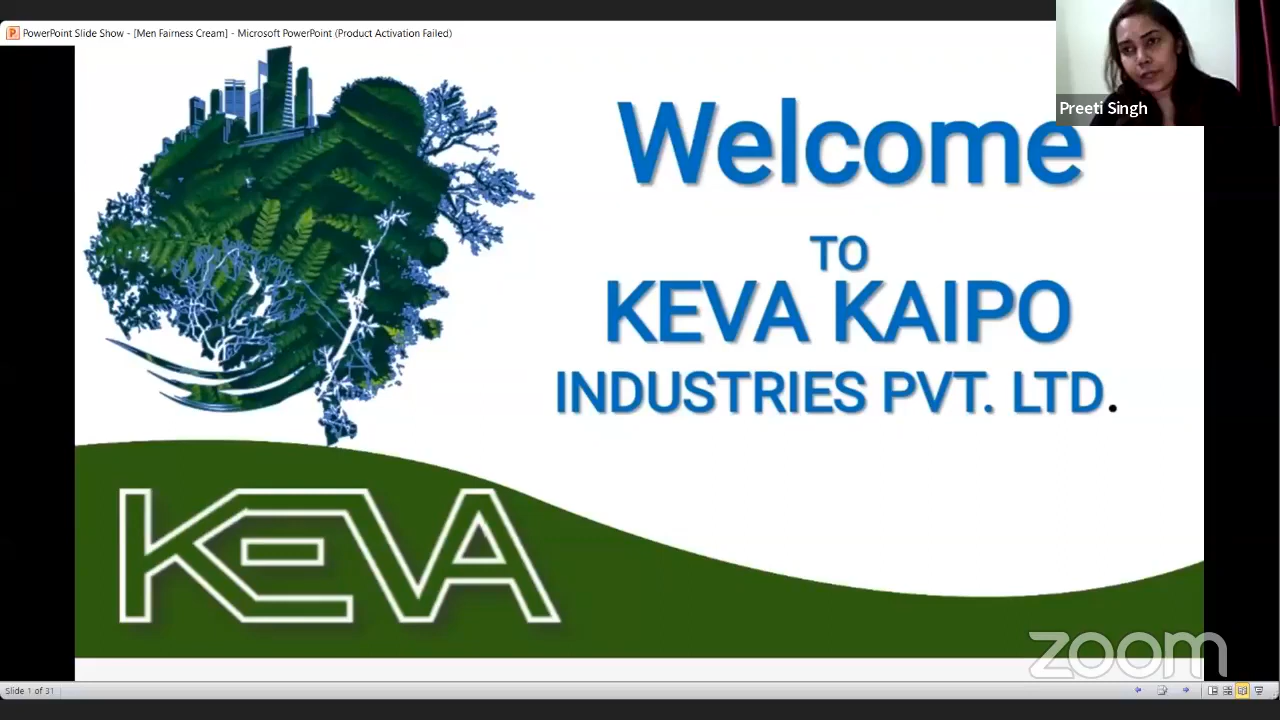 PowerPoint Slide Show - [Men Fairness Cream] - Microsoft PowerPoint (Product Activation Failed)
Preeti Singh
Welcome
TO
KEVA KAIPO
INDUSTRIES PVT. LTD.
KEVA
zoom
Slide 1 of 31